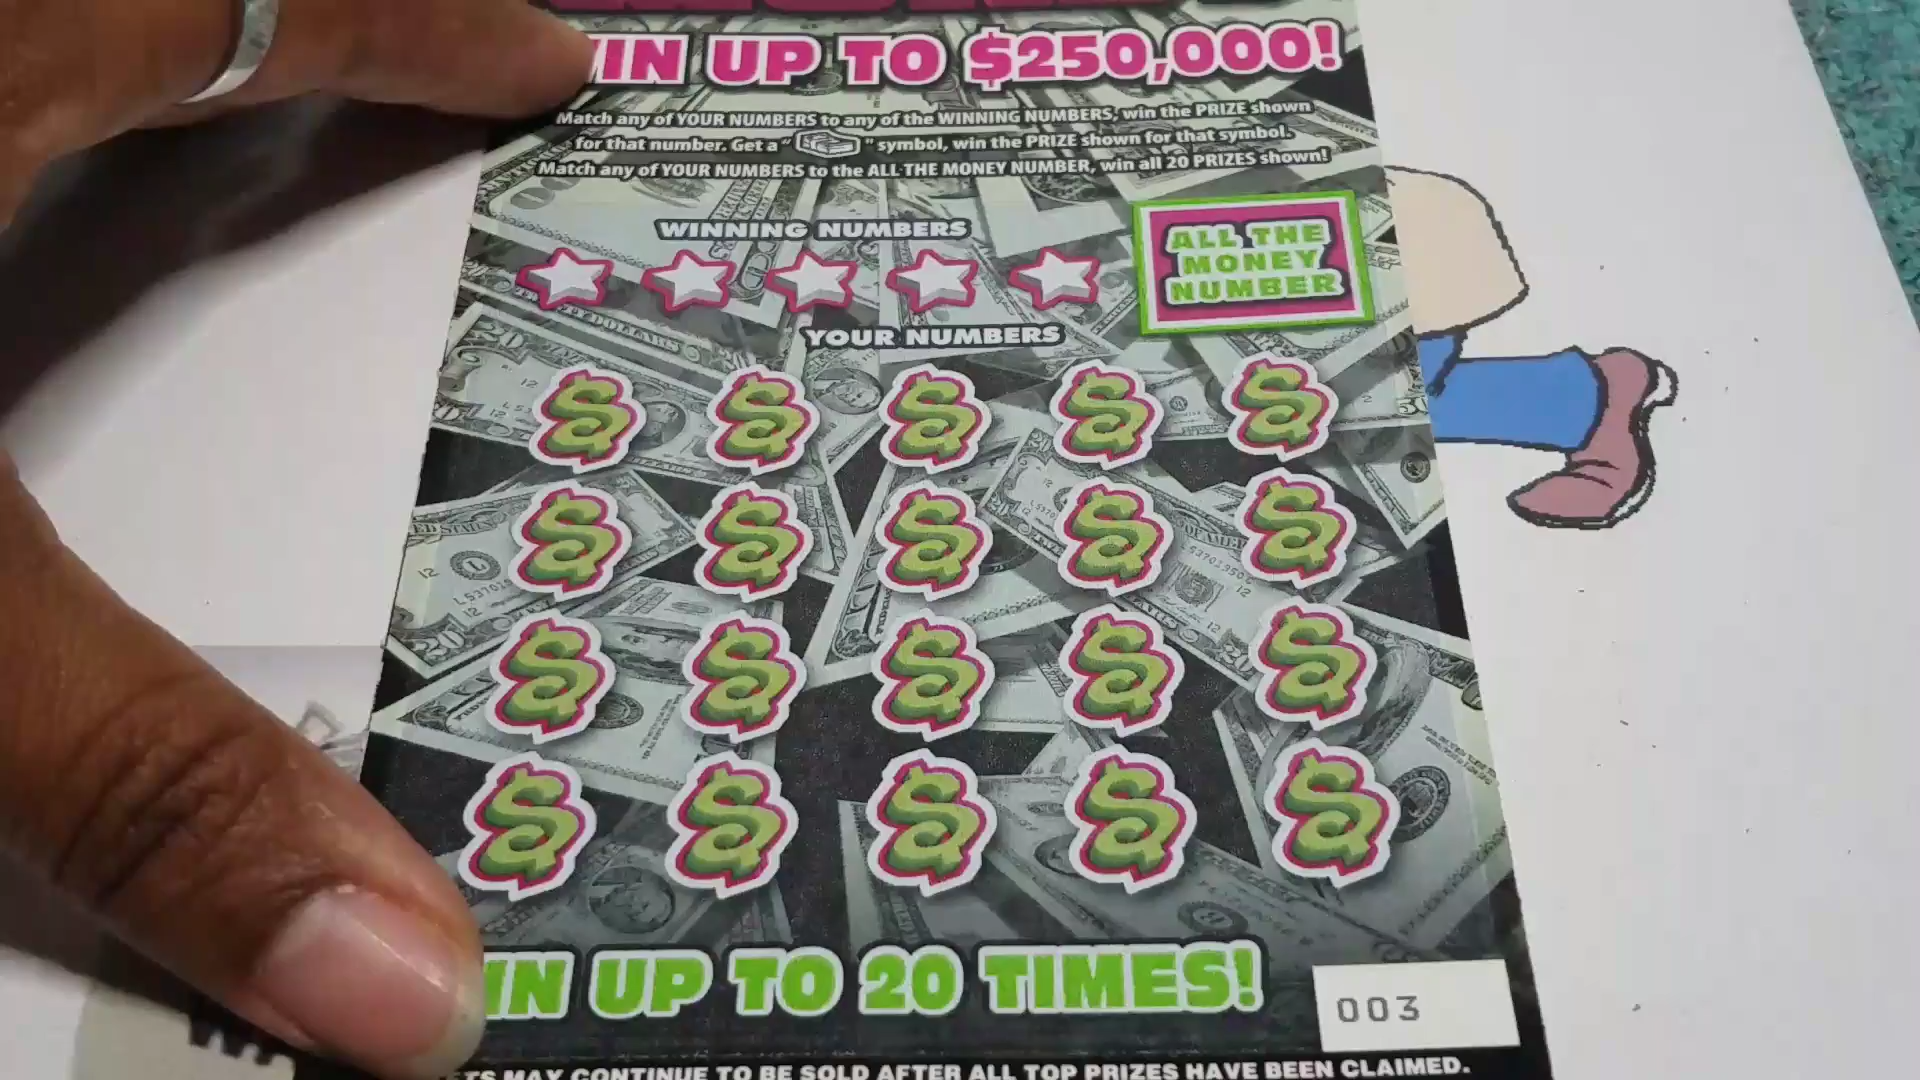 WIN UP TO $250,000!
Match any of YOUR NUMBERS to any of the WINNING NUMBERS, win the PRIZE shown
for that number. Get a " " symbol, win the PRIZE shown for that symbol.
Match any of YOUR NUMBERS to the ALL THE MONEY NUMBER, win all 20 PRIZES shown!
WINNING NUMBERS
ALL THE
MONEY
NUMBER
YOUR NUMBERS
IN UP TO 20 TIMES!
003
TS MAY CONTINUE TO BE SOLD AFTER ALL TOP PRIZES HAVE BEEN CLAIMED.